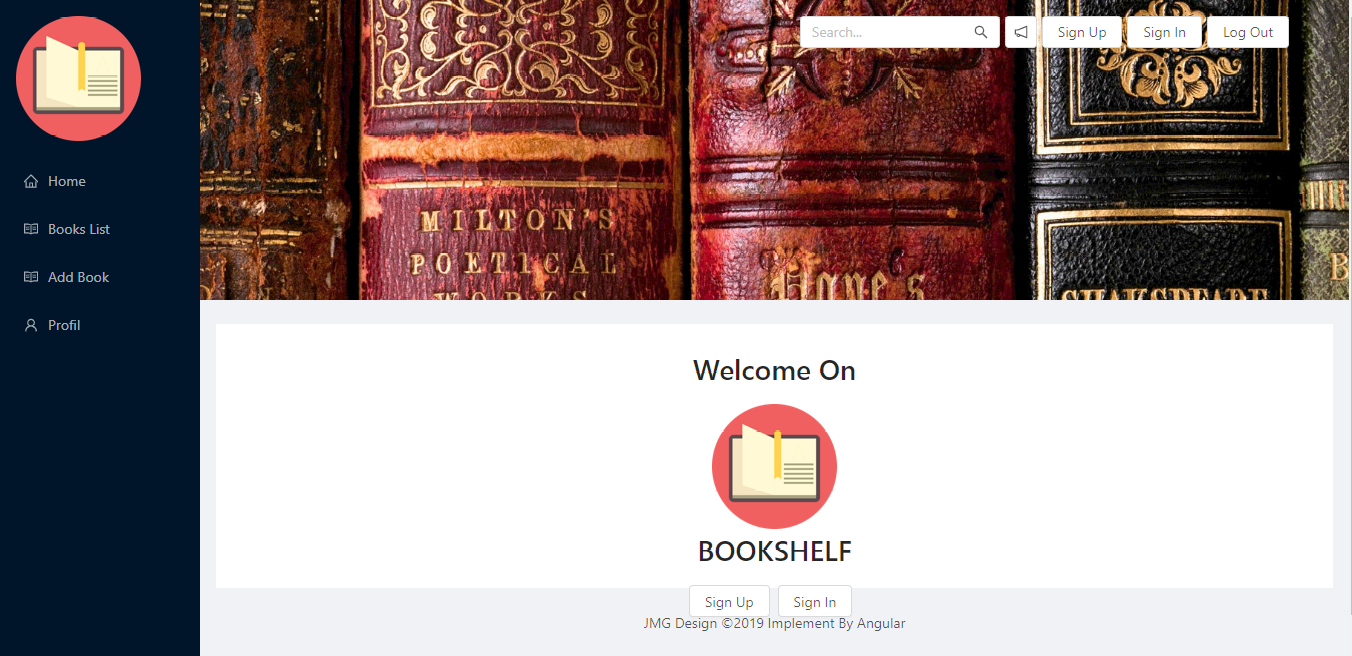 Search...
Sign Up
Sign In
Log Out
Home
Books List
Add Book
Profil
MILTON'S
POETICAL
WORKS
SHAKSPEARE
Welcome On
BOOKSHELF
Sign Up Sign In
JMG Design ©2019 Implement By Angular